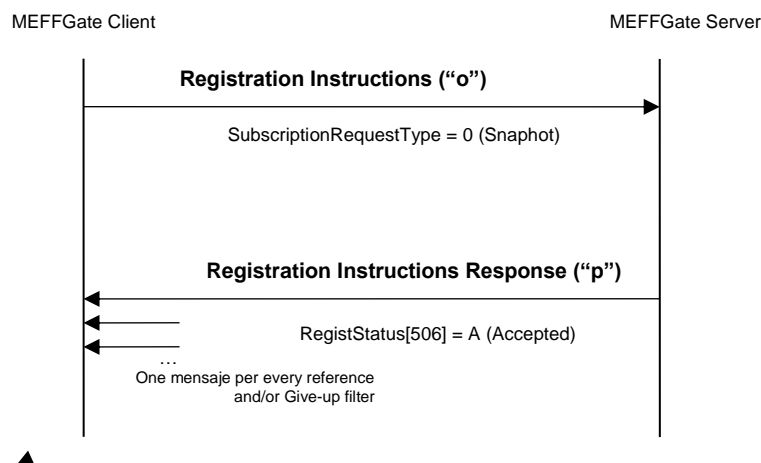 MEFFGate Client
MEFFGate Server
Registration Instructions (“o”)
SubscriptionRequestType = 0 (Snaphot)
Registration Instructions Response (“p”)
RegistStatus[506] = A (Accepted)
…
One mensaje per every reference
and/or Give-up filter